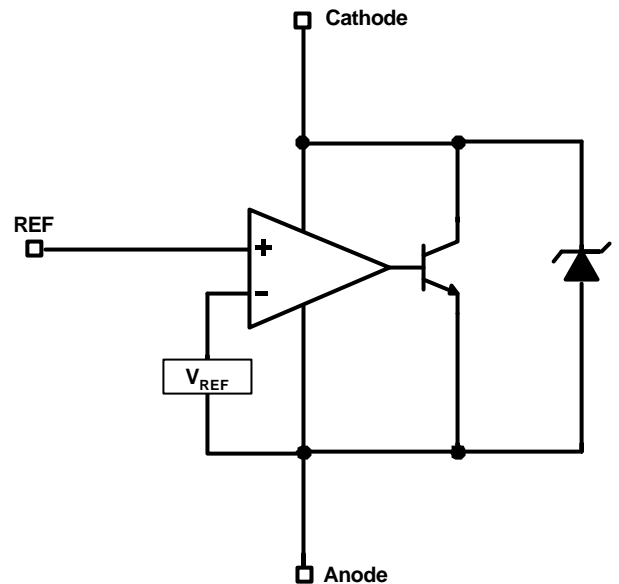 Cathode
REF
+
-
VREF
Anode